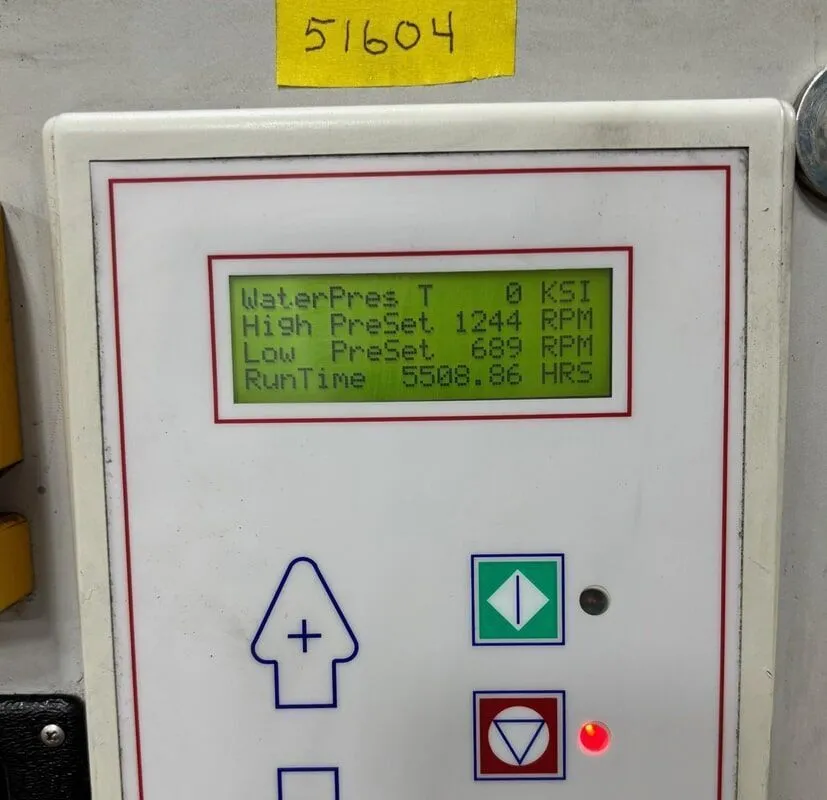 51604
WaterPres T 0 KSI
High PreSet 1244 RPM
Low PreSet 689 RPM
RunTime 5508.86 HRS